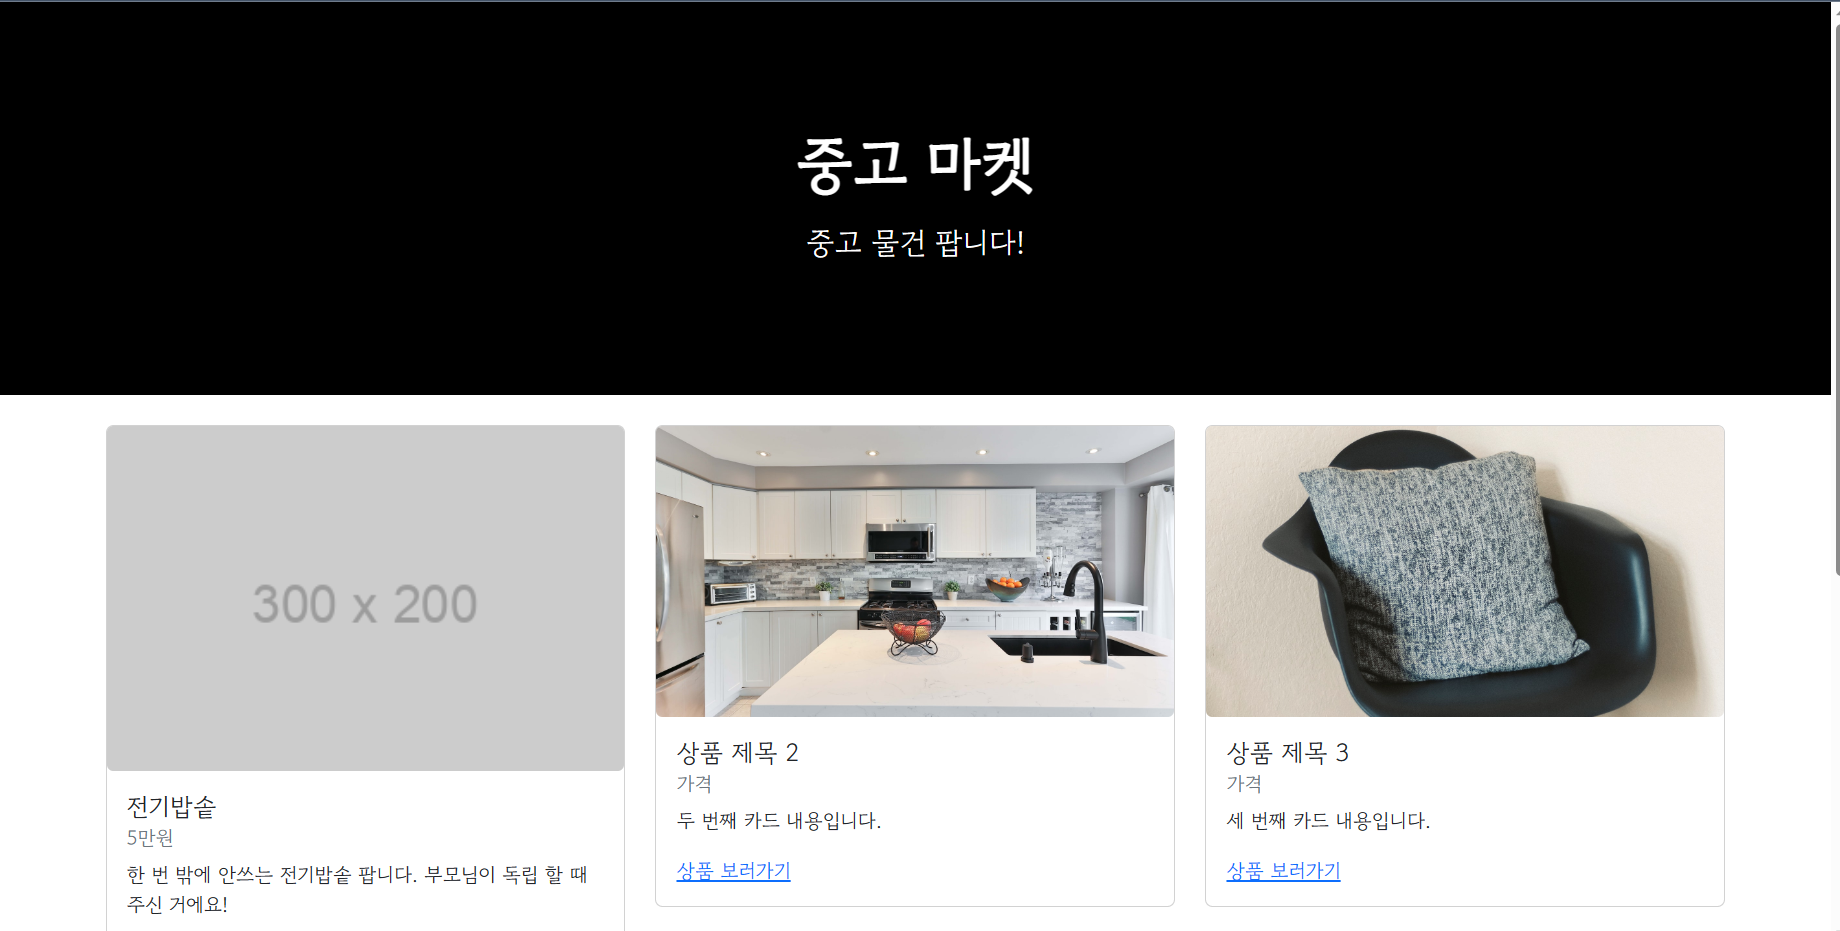 중고 마켓
중고 물건 팝니다!
300 x 200
전기밥솥
5만원
한 번 밖에 안쓰는 전기밥솥 팝니다. 부모님이 독립 할 때
주신 거에요!
상품 제목 2
가격
두 번째 카드 내용입니다.
상품 보러가기
상품 제목 3
가격
세 번째 카드 내용입니다.
상품 보러가기